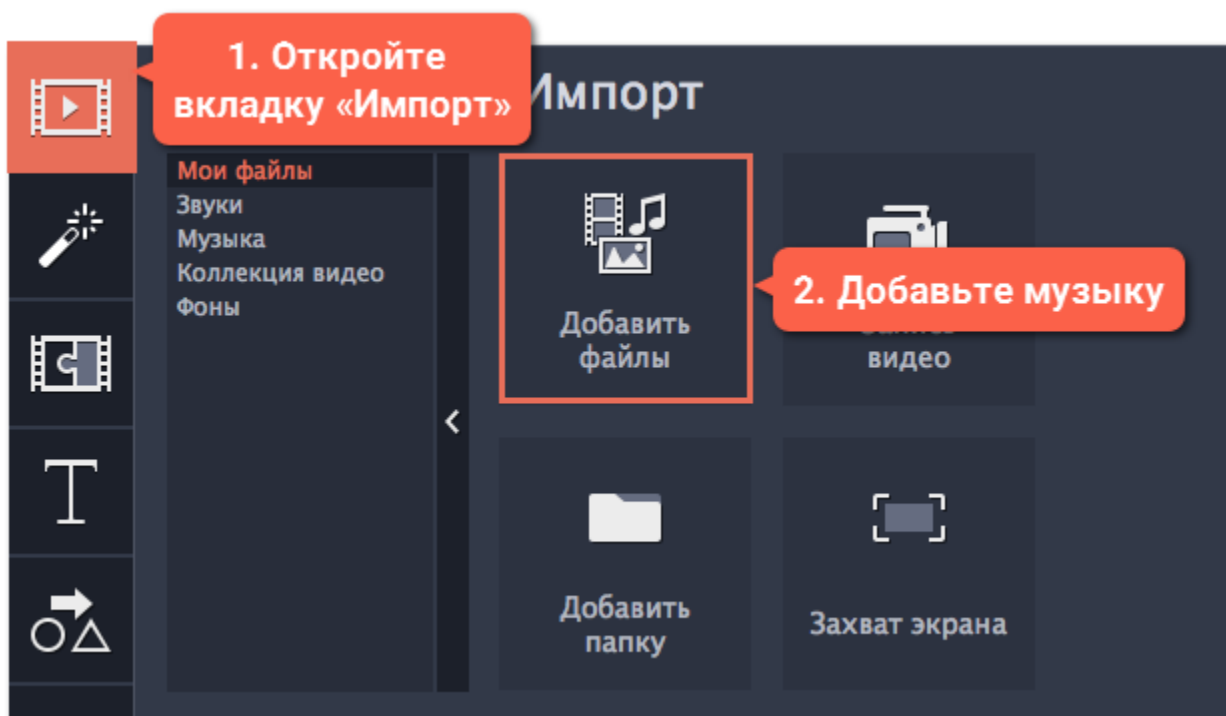 1. Откройте
вкладку «Импорт»
Импорт
Мои файлы
Звуки
Музыка
Коллекция видео
Фоны
Добавить
файлы
2. Добавьте музыку
видео
Добавить
папку
Захват экрана